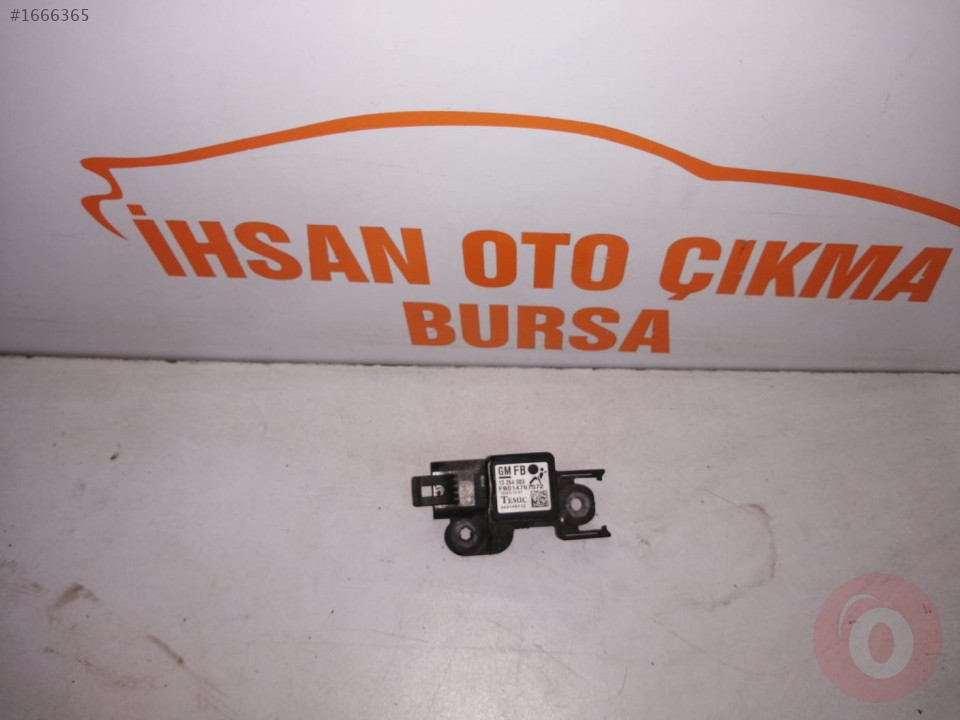 #1666365
İHSAN OTO ÇIKMA
BURSA
GM FB
TEMIC